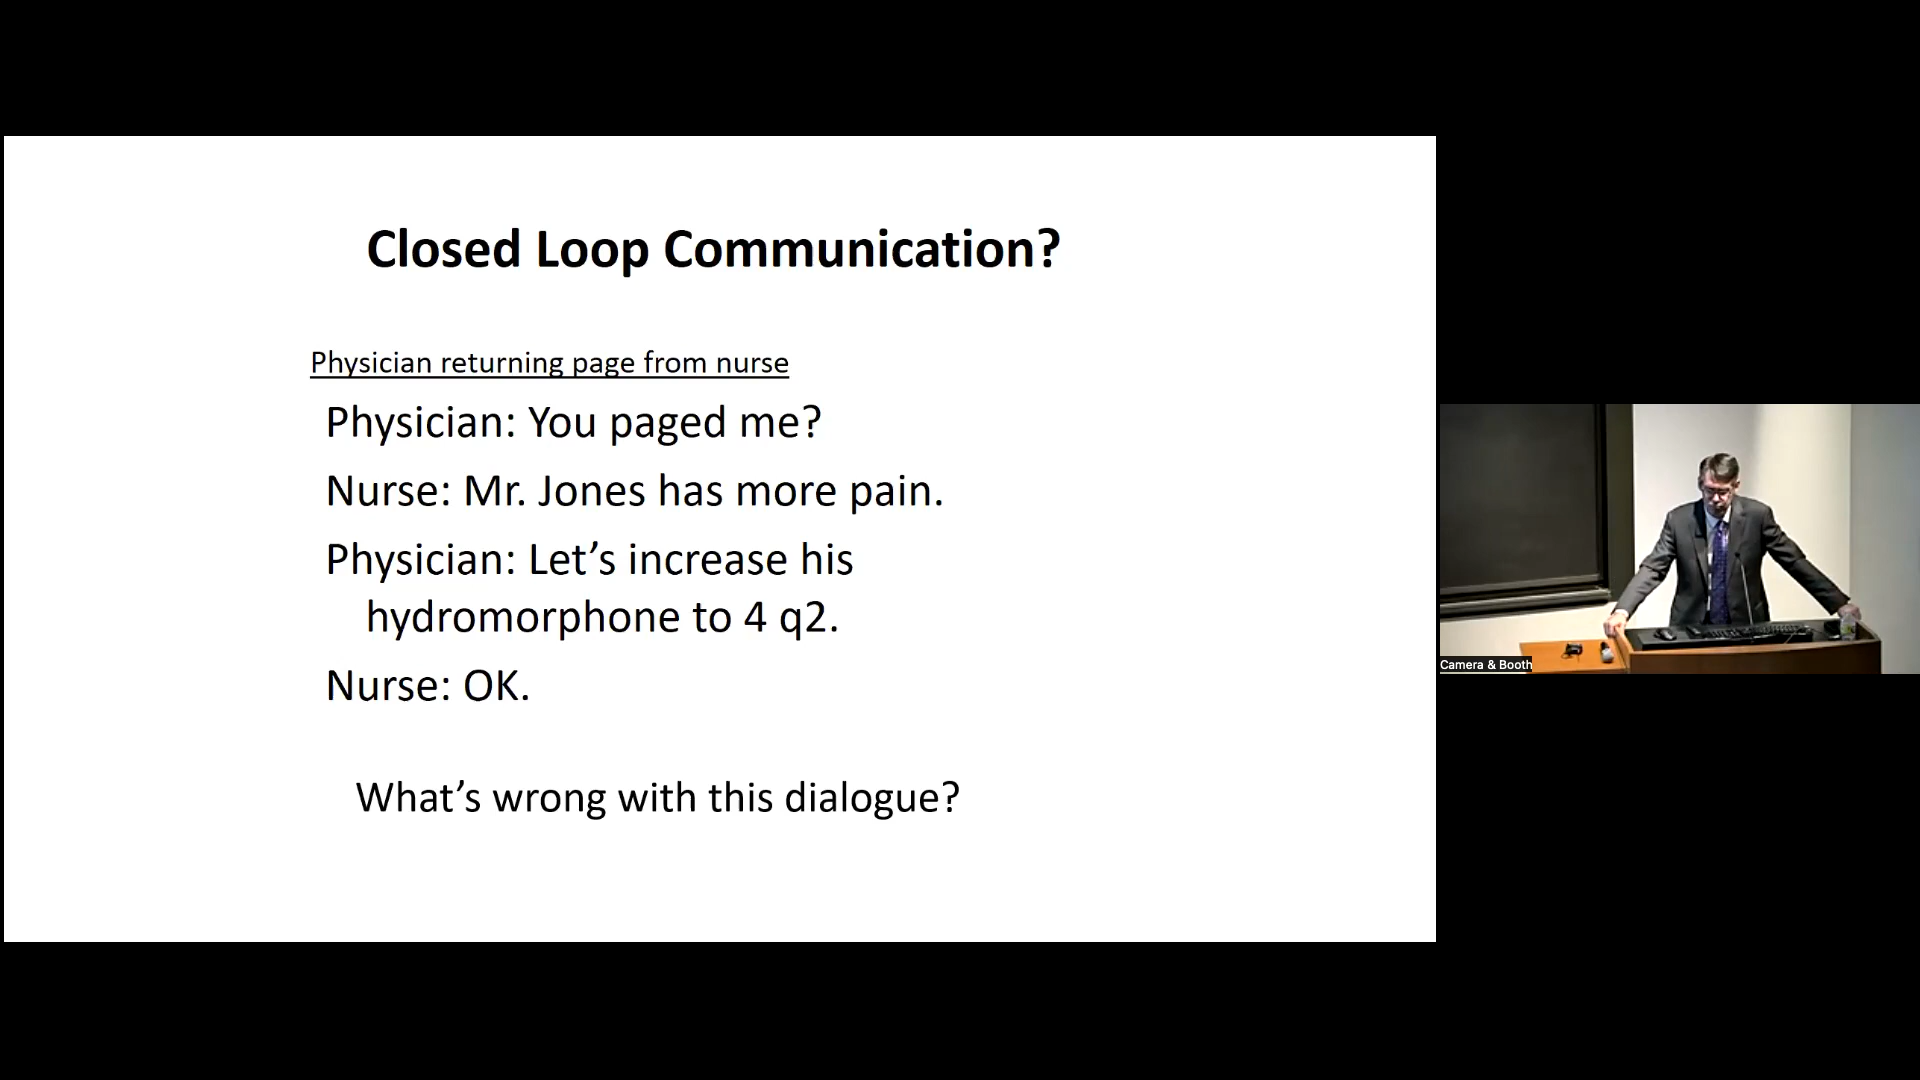 Closed Loop Communication?
Physician returning page from nurse
Physician: You paged me?
Nurse: Mr. Jones has more pain.
Physician: Let’s increase his
hydromorphone to 4 q2.
Nurse: OK.
What’s wrong with this dialogue?
Camera & Booth